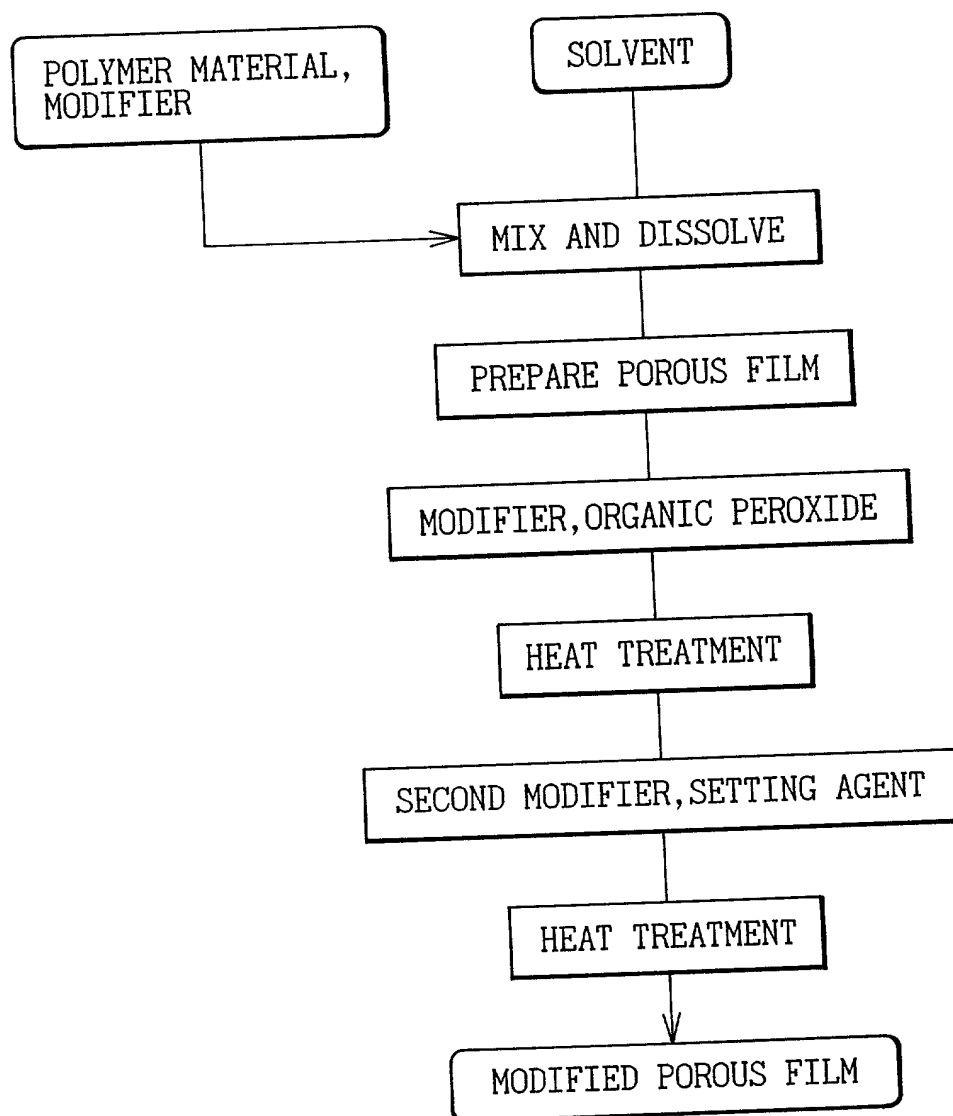 POLYMER MATERIAL,
MODIFIER
SOLVENT
MIX AND DISSOLVE
PREPARE POROUS FILM
MODIFIER,ORGANIC PEROXIDE
HEAT TREATMENT
SECOND MODIFIER,SETTING AGENT
HEAT TREATMENT
MODIFIED POROUS FILM